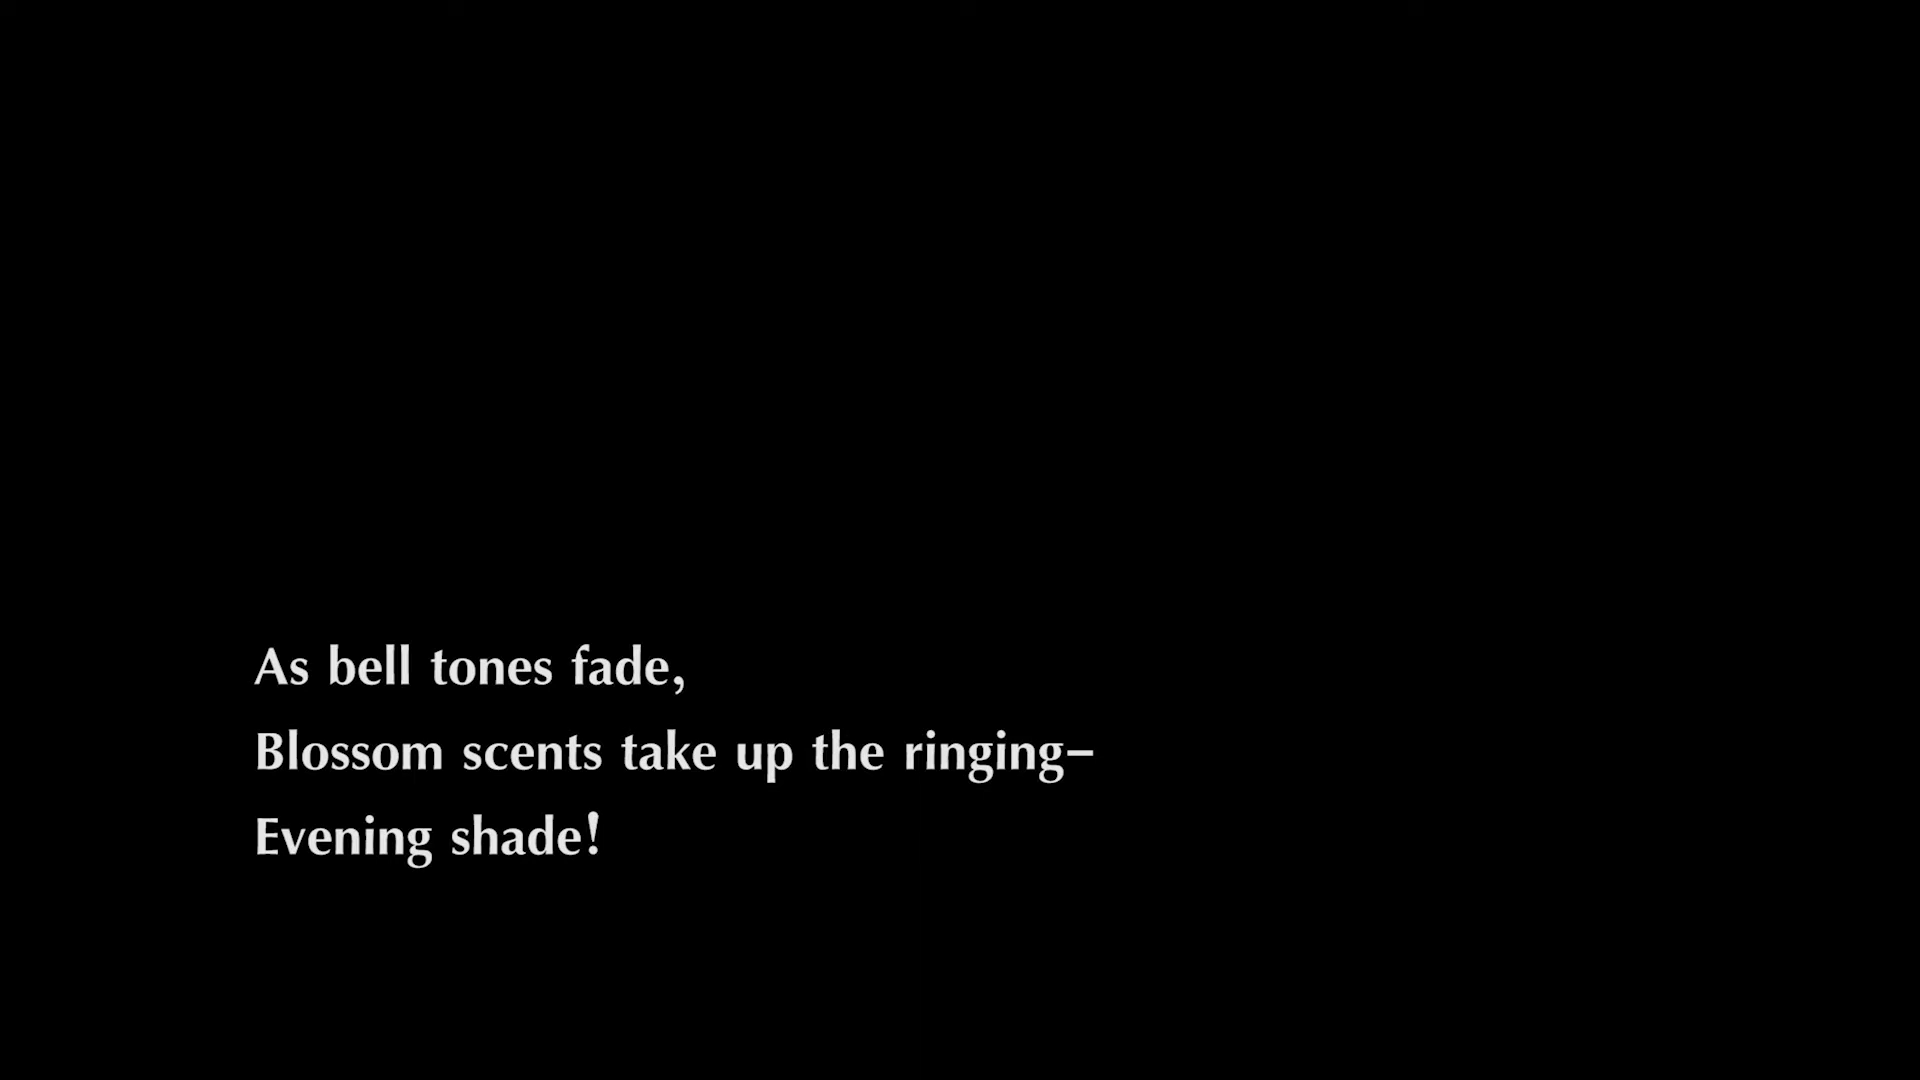 As bell tones fade,
Blossom scents take up the ringing–
Evening shade!